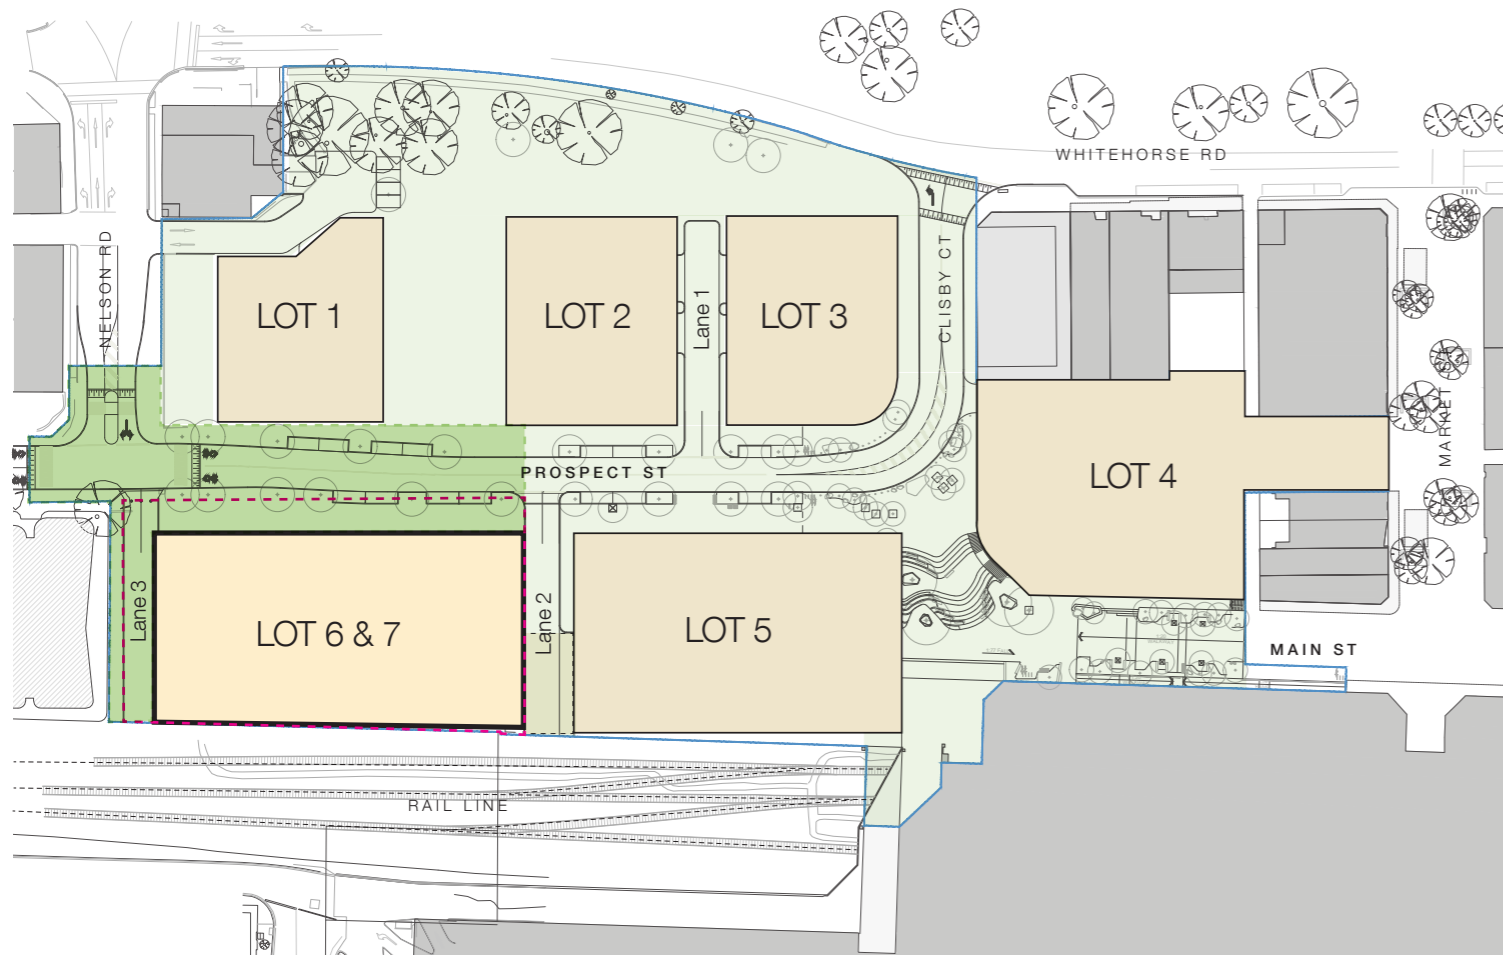 WHITEHORSE RD
NELSON RD
LOT 1
LOT 2
Lane 1
LOT 3
CLISBY CT
MARKET ST
PROSPECT ST
LOT 4
Lane 3
LOT 6 & 7
Lane 2
LOT 5
MAIN ST
RAIL LINE